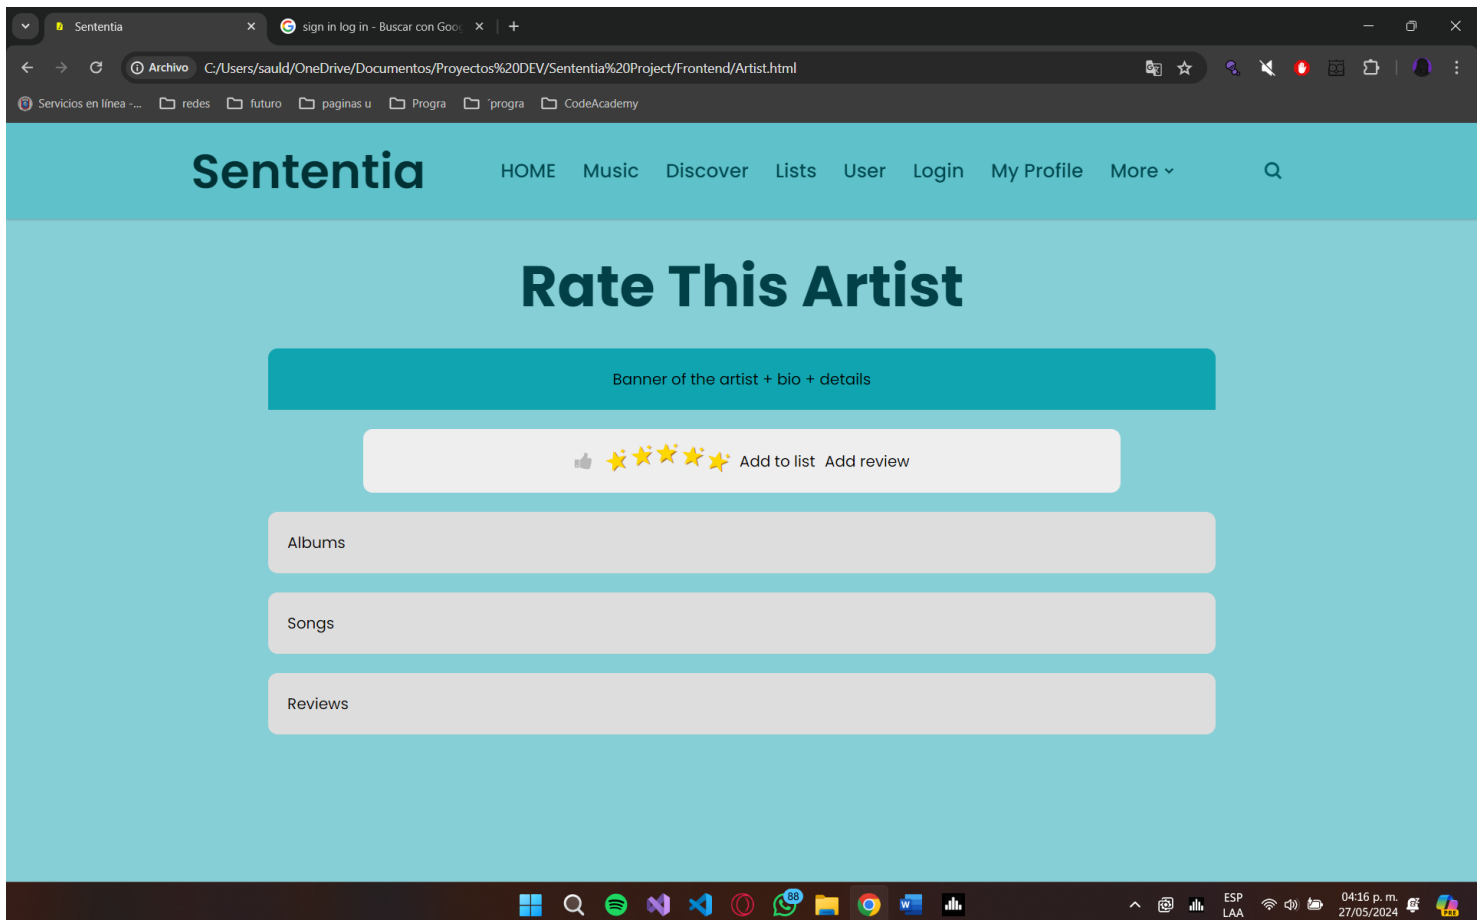 Sententia
sign in log in - Buscar con Goo
Archivo C:/Users/sauld/OneDrive/Documentos/Proyectos%20DEV/Sententia%20Project/Frontend/Artist.html
Servicios en línea -... redes futuro paginas u Progra ´progra CodeAcademy
Sententia HOME Music Discover Lists User Login My Profile More
Rate This Artist
Banner of the artist + bio + details
Add to list Add review
Albums
Songs
Reviews
88
ESP
LAA
04:16 p. m.
27/05/2024
PRE